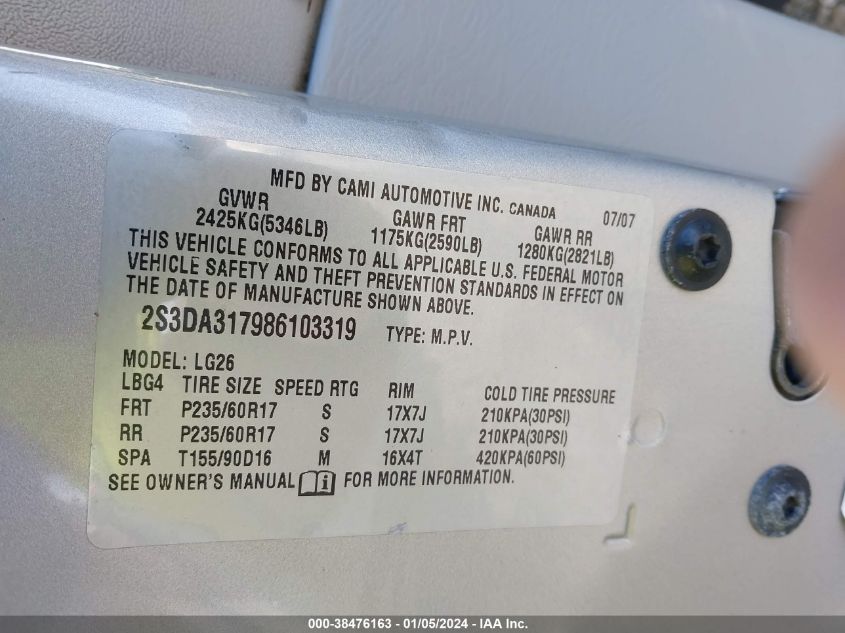 MFD BY CAMI AUTOMOTIVE INC. CANADA 07/07
GVWR GAWR FRT GAWR RR
2425KG(5346LB) 1175KG(2590LB) 1280KG(2821LB)
THIS VEHICLE CONFORMS TO ALL APPLICABLE U.S. FEDERAL MOTOR
VEHICLE SAFETY AND THEFT PREVENTION STANDARDS IN EFFECT ON
THE DATE OF MANUFACTURE SHOWN ABOVE.
2S3DA317986103319 TYPE: M.P.V.
MODEL: LG26
LBG4 TIRE SIZE SPEED RTG RIM COLD TIRE PRESSURE
FRT P235/60R17 S 17X7J 210KPA(30PSI)
RR P235/60R17 S 17X7J 210KPA(30PSI)
SPA T155/90D16 M 16X4T 420KPA(60PSI)
SEE OWNER'S MANUAL FOR MORE INFORMATION.
000-38476163 — 01/05/2024 — IAA Inc.